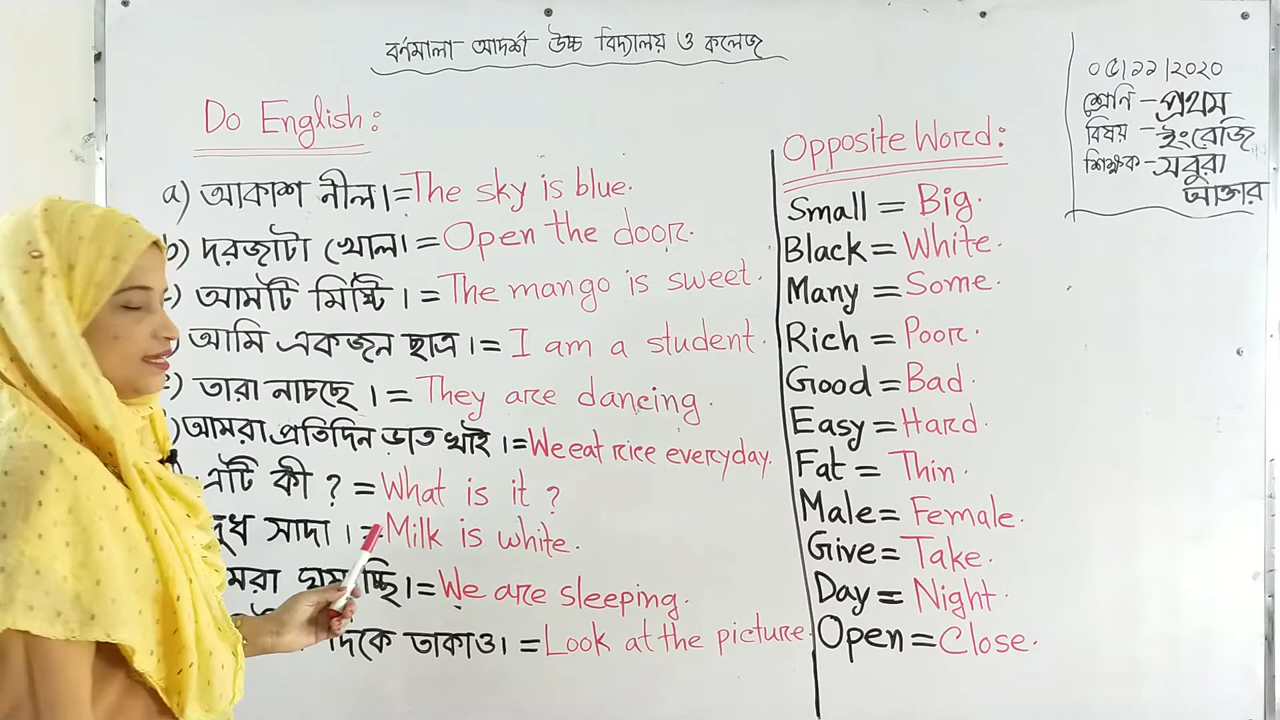 বর্নমালা আদর্শ উচ্চ বিদ্যালয় ও কলেজ
০৫/১১/২০২০
শ্রেনি - প্রথম
বিষয় - ইংরেজি
শিক্ষক - সবুরা
আক্তার
Do English:
a) আকাশ নীল। = The sky is blue.
b) দরজাটা খোল। = Open the door.
আমটি মিষ্টি। = The mango is sweet.
আমি একজন ছাত্র। = I am a student.
e) তারা নাচছে। = They are dancing.
) আমরা প্রতিদিন ভাত খাই। = We eat rice everyday.
এটি কী? = What is it?
দুধ সাদা। = Milk is white.
= We are sleeping.
দিকে তাকাও। = Look at the picture.
Opposite Word:
Small = Big.
Black = White.
Many = Some.
Rich = Poor.
Good = Bad.
Easy = Hard.
Fat = Thin.
Male = Female.
Give = Take.
Day = Night.
Open = Close.